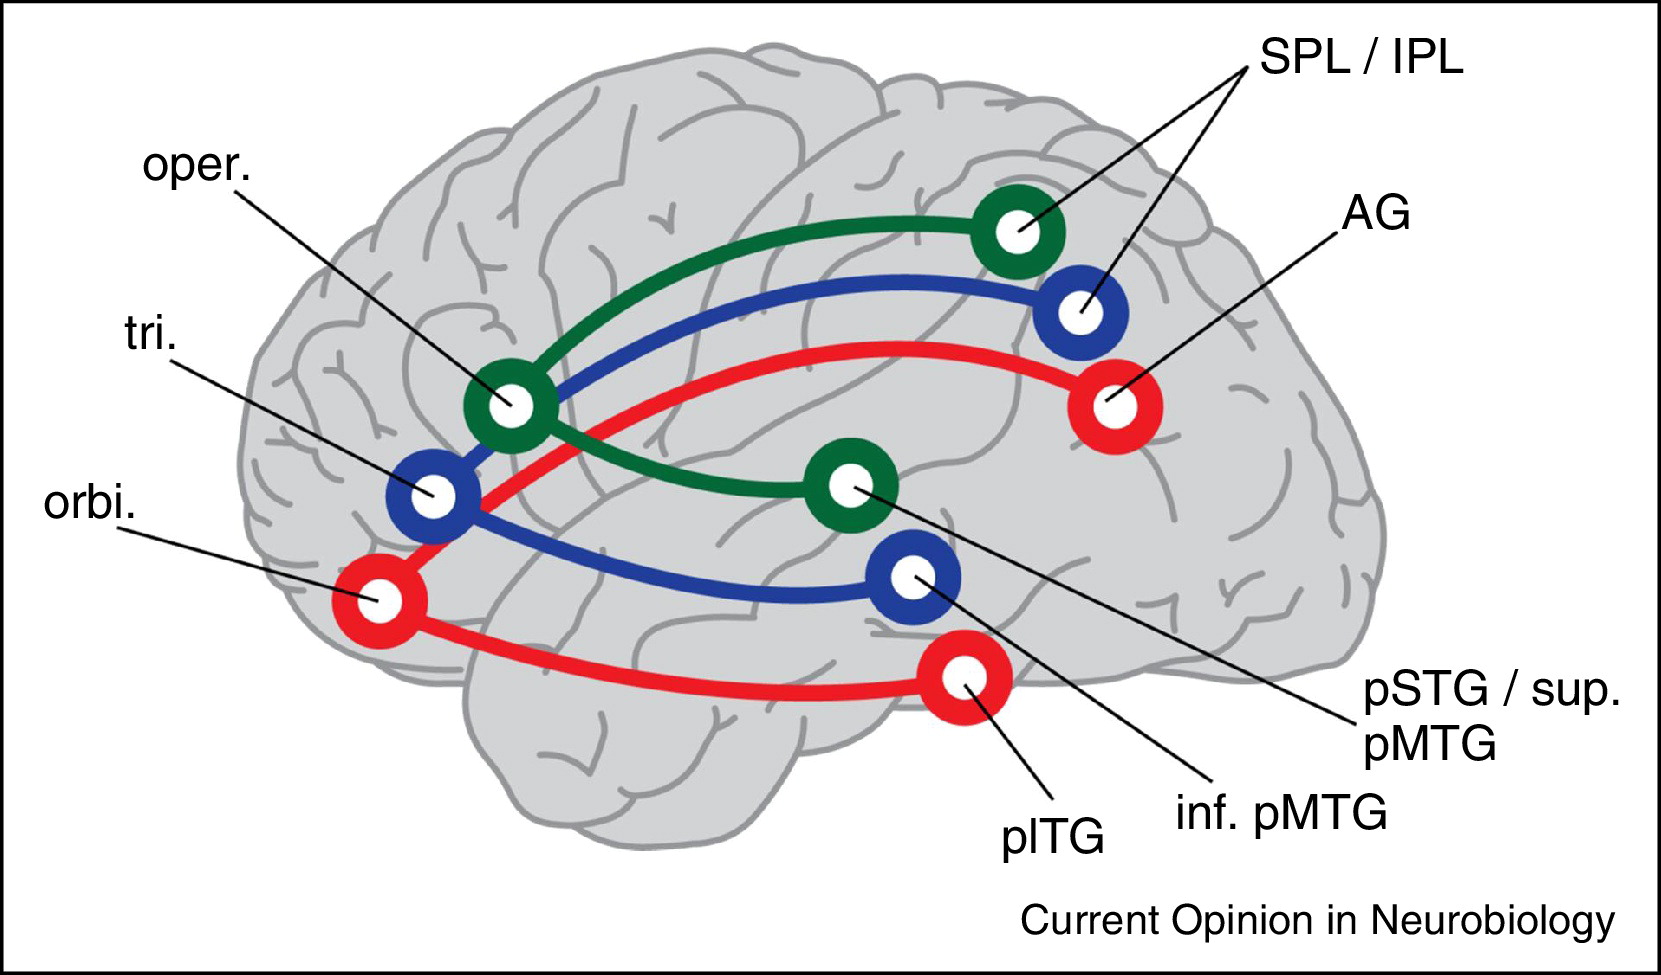 SPL / IPL
oper.
AG
tri.
orbi.
pSTG / sup.
pMTG
inf. pMTG
pITG
Current Opinion in Neurobiology